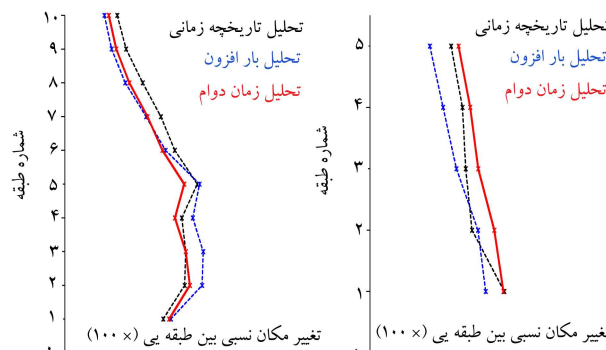 ۱۰
۹
۸
۷
۶
۵
۴
۳
۲
۱
شماره طبقه
تحلیل تاریخچه زمانی
تحلیل بار افزون
تحلیل زمان دوام
تغییر مکان نسبی بین طبقه یی (× ۱۰۰)
۵
۴
۳
۲
۱
شماره طبقه
تحلیل تاریخچه زمانی
تحلیل بار افزون
تحلیل زمان دوام
تغییر مکان نسبی بین طبقه یی (× ۱۰۰)